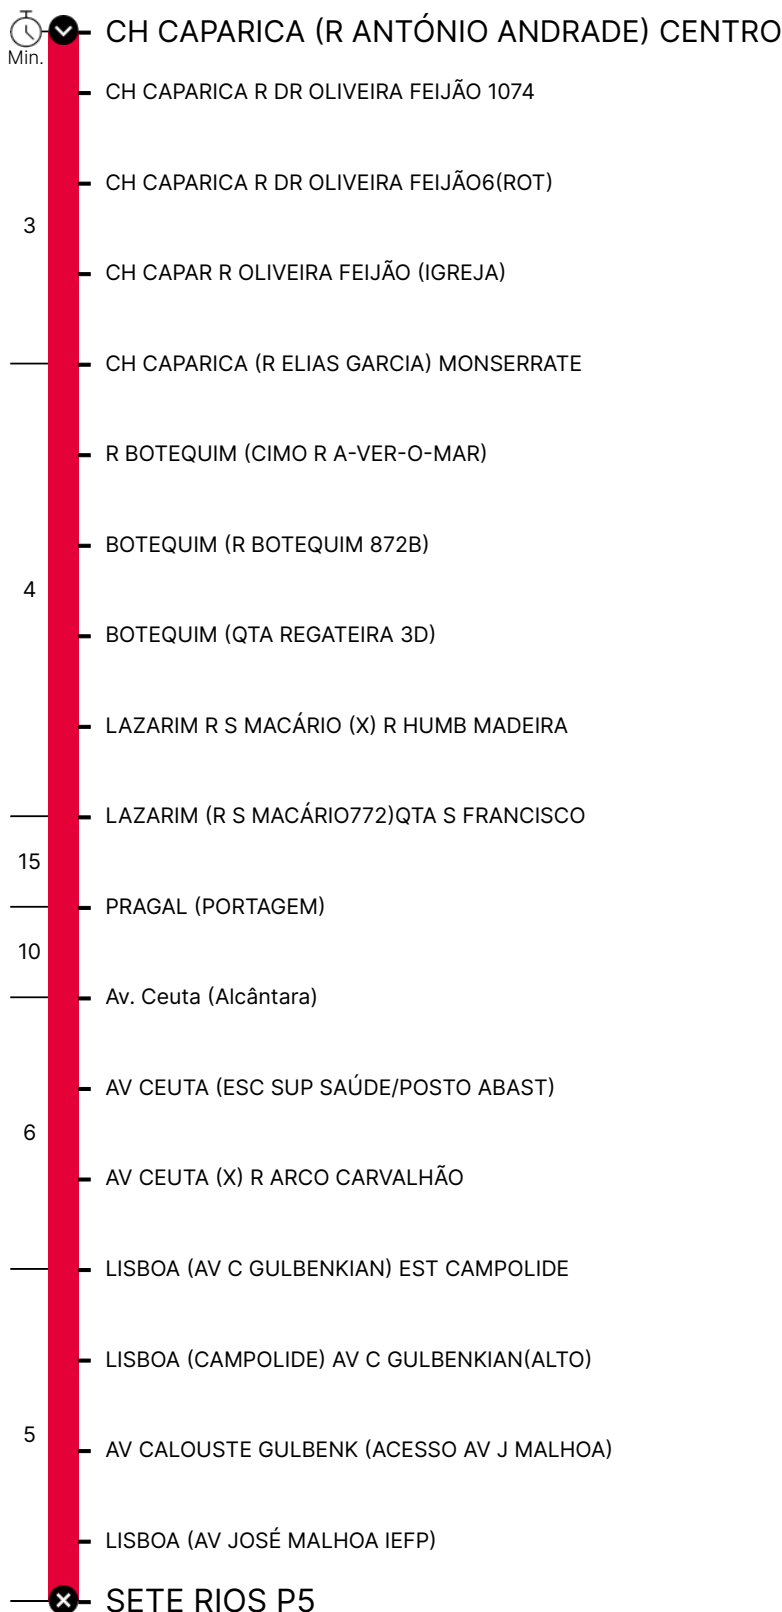 CH CAPARICA (R ANTÓNIO ANDRADE) CENTRO
Min.
CH CAPARICA R DR OLIVEIRA FEIJÃO 1074
CH CAPARICA R DR OLIVEIRA FEIJÃO6(ROT)
3
CH CAPAR R OLIVEIRA FEIJÃO (IGREJA)
CH CAPARICA (R ELIAS GARCIA) MONSERRATE
R BOTEQUIM (CIMO R A-VER-O-MAR)
BOTEQUIM (R BOTEQUIM 872B)
4
BOTEQUIM (QTA REGATEIRA 3D)
LAZARIM R S MACÁRIO (X) R HUMB MADEIRA
LAZARIM (R S MACÁRIO772)QTA S FRANCISCO
15
PRAGAL (PORTAGEM)
10
Av. Ceuta (Alcântara)
AV CEUTA (ESC SUP SAÚDE/POSTO ABAST)
6
AV CEUTA (X) R ARCO CARVALHÃO
LISBOA (AV C GULBENKIAN) EST CAMPOLIDE
LISBOA (CAMPOLIDE) AV C GULBENKIAN(ALTO)
5
AV CALOUSTE GULBENK (ACESSO AV J MALHOA)
LISBOA (AV JOSÉ MALHOA IEFP)
SETE RIOS P5